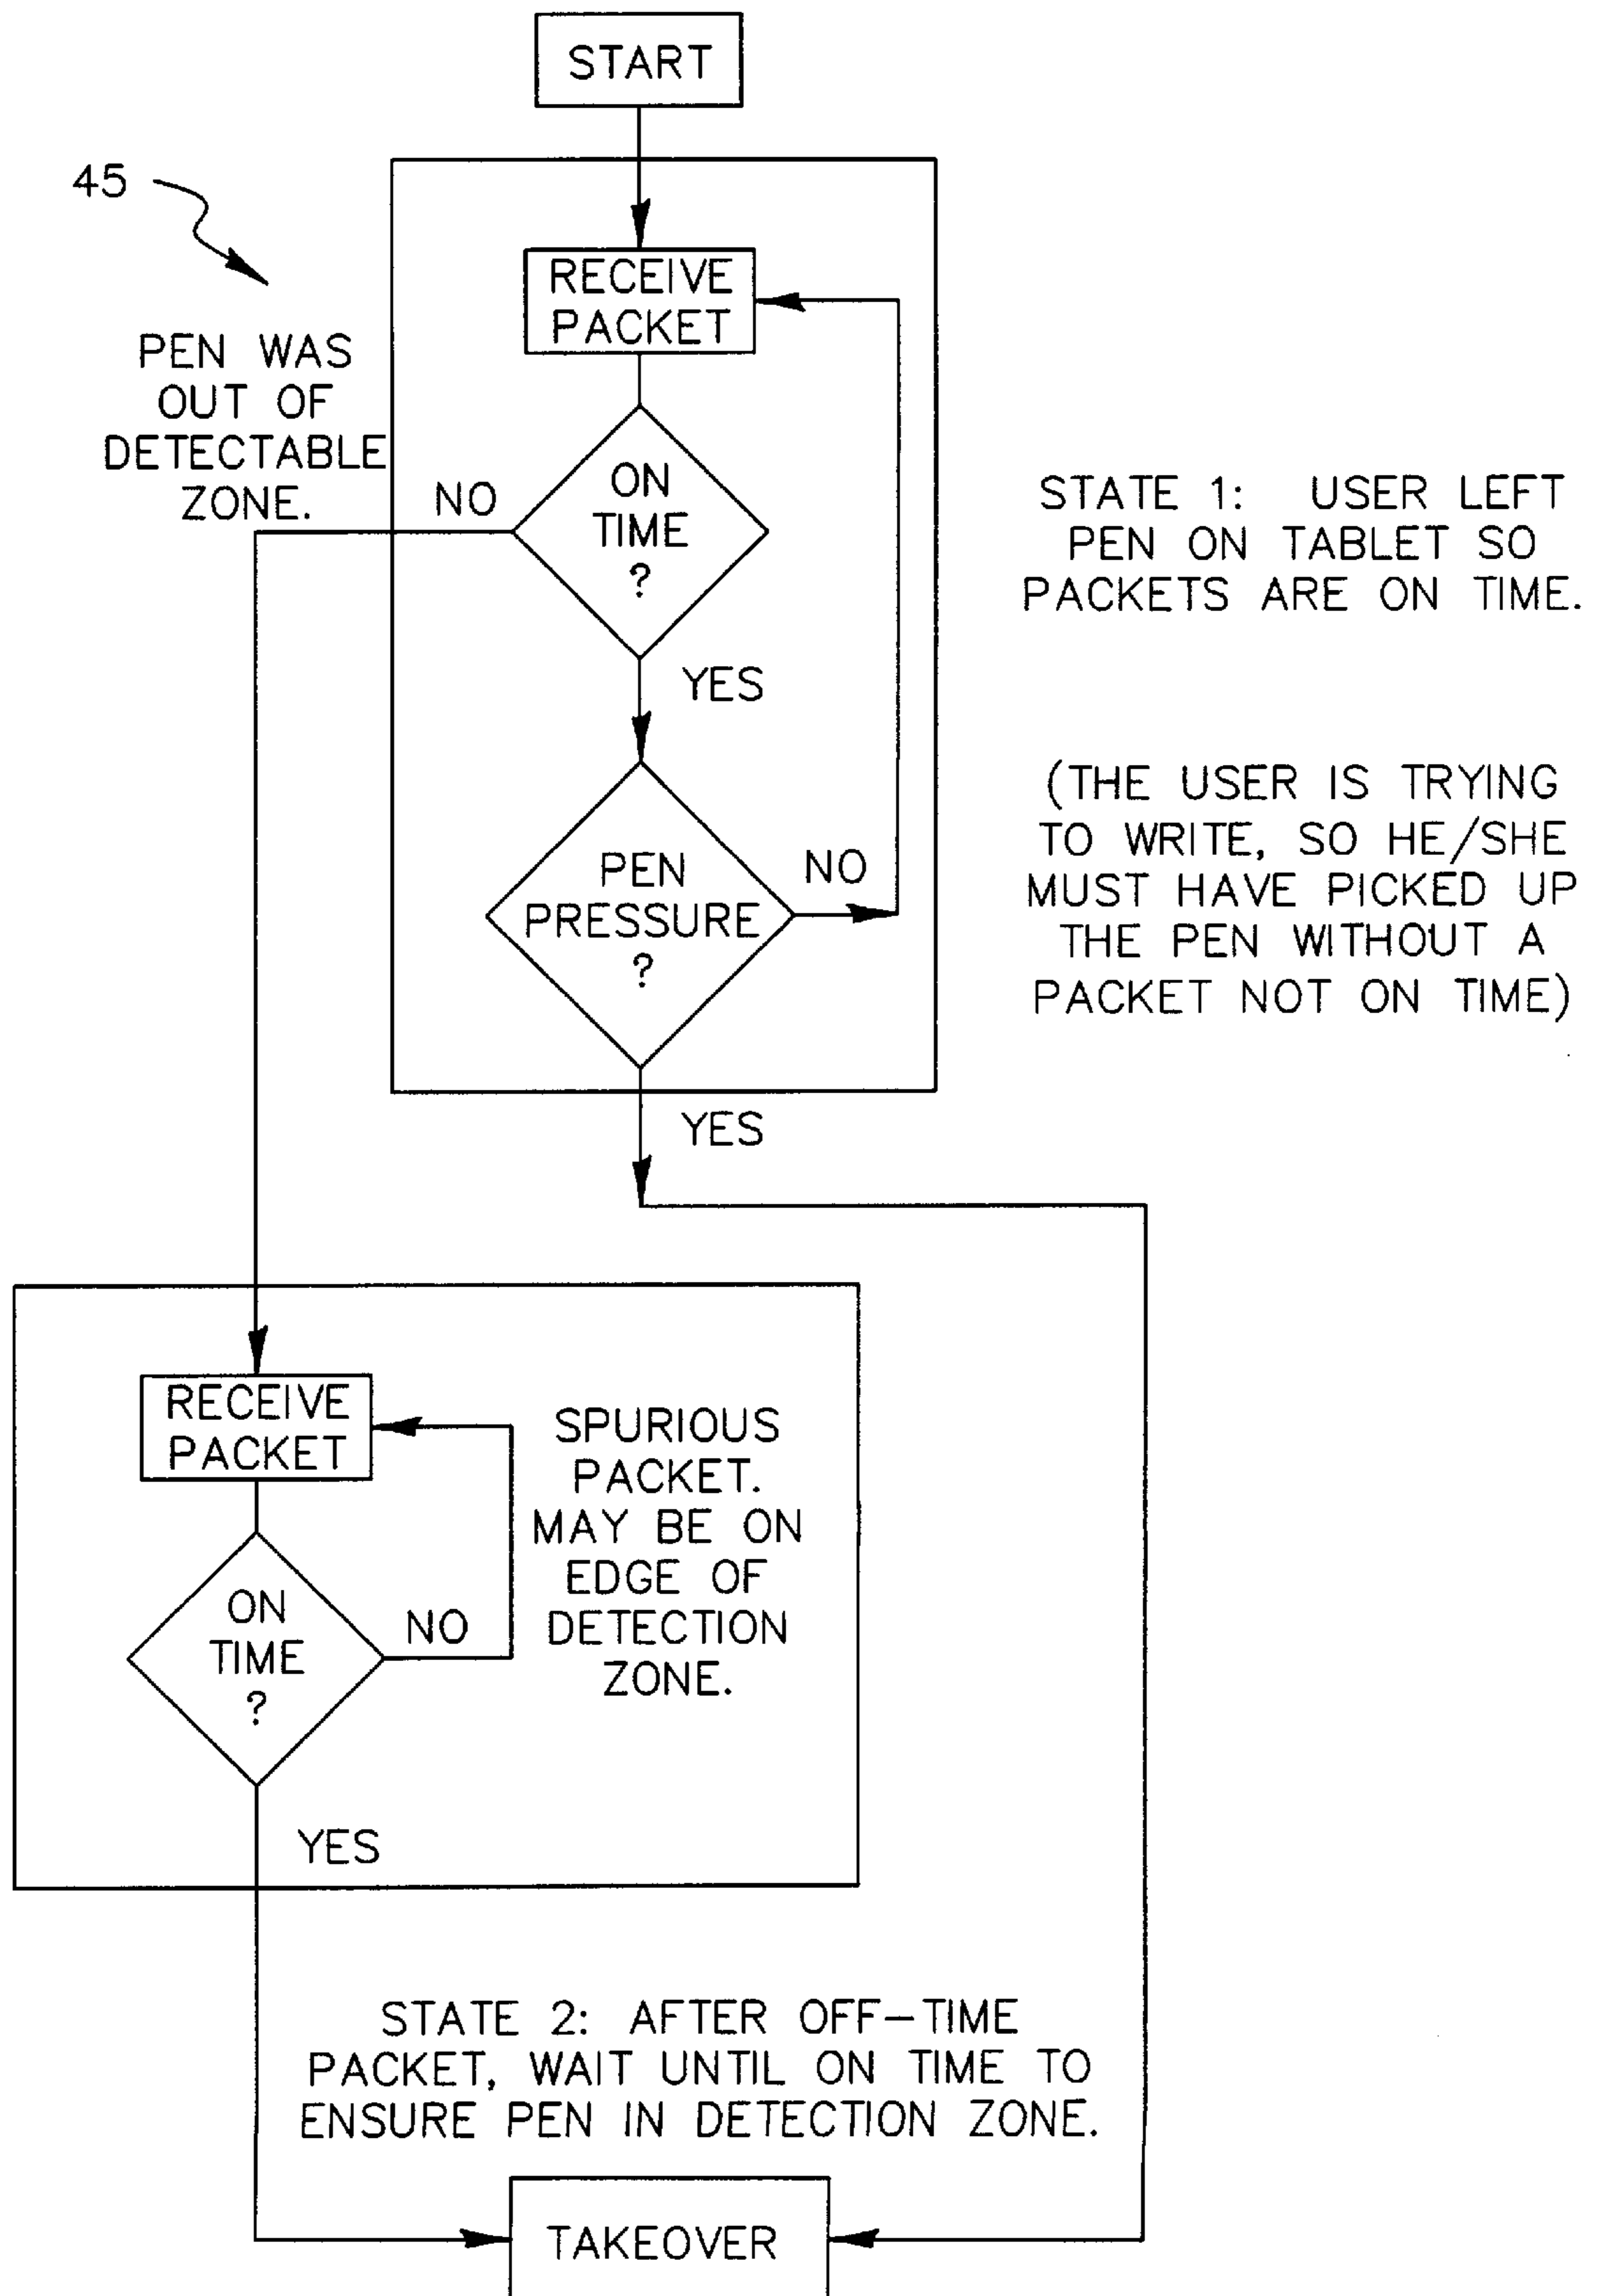 START
45
RECEIVE
PACKET
PEN WAS
OUT OF
DETECTABLE
ZONE.
NO
ON
TIME
?
STATE 1: USER LEFT
PEN ON TABLET SO
PACKETS ARE ON TIME.
YES
(THE USER IS TRYING
TO WRITE, SO HE/SHE
MUST HAVE PICKED UP
THE PEN WITHOUT A
PACKET NOT ON TIME)
PEN
PRESSURE
?
NO
YES
RECEIVE
PACKET
SPURIOUS
PACKET.
MAY BE ON
EDGE OF
DETECTION
ZONE.
ON
TIME
?
NO
YES
STATE 2: AFTER OFF-TIME
PACKET, WAIT UNTIL ON TIME TO
ENSURE PEN IN DETECTION ZONE.
TAKEOVER